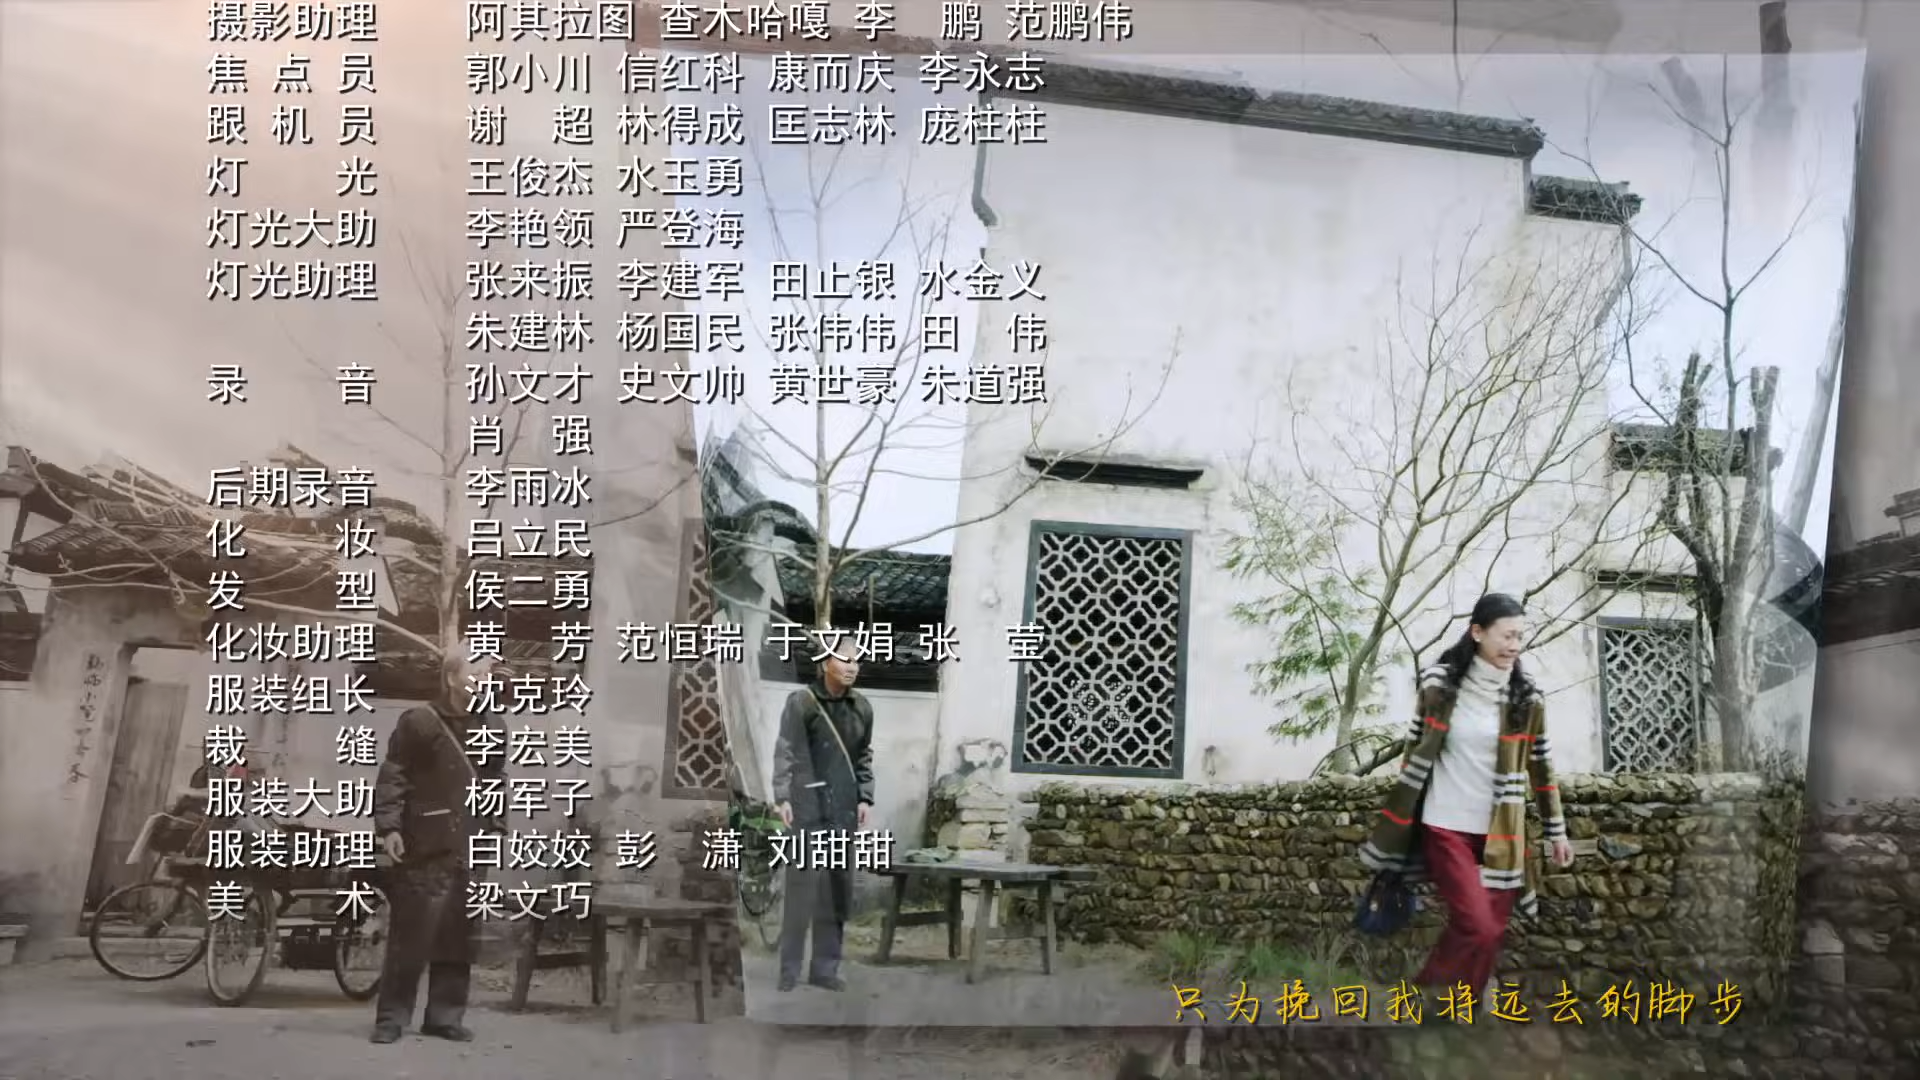 摄影助理 阿其拉图 查木哈嘎 李 鹏 范鹏伟
焦点员 郭小川 信红科 康而庆 李永志
跟机员 谢 超 林得成 匡志林 庞柱柱
灯光 王俊杰 水玉勇
灯光大助 李艳领 严登海
灯光助理 张来振 李建军 田止银 水金义
朱建林 杨国民 张伟伟 田 伟
录音 孙文才 史文帅 黄世豪 朱道强
肖 强
后期录音 李雨冰
化妆 吕立民
发型 侯二勇
化妆助理 黄 芳 范恒瑞 于文娟 张 莹
服装组长 沈克玲
裁缝 李宏美
服装大助 杨军子
服装助理 白姣姣 彭 潇 刘甜甜
美术 梁文巧
只为挽回我将远去的脚步